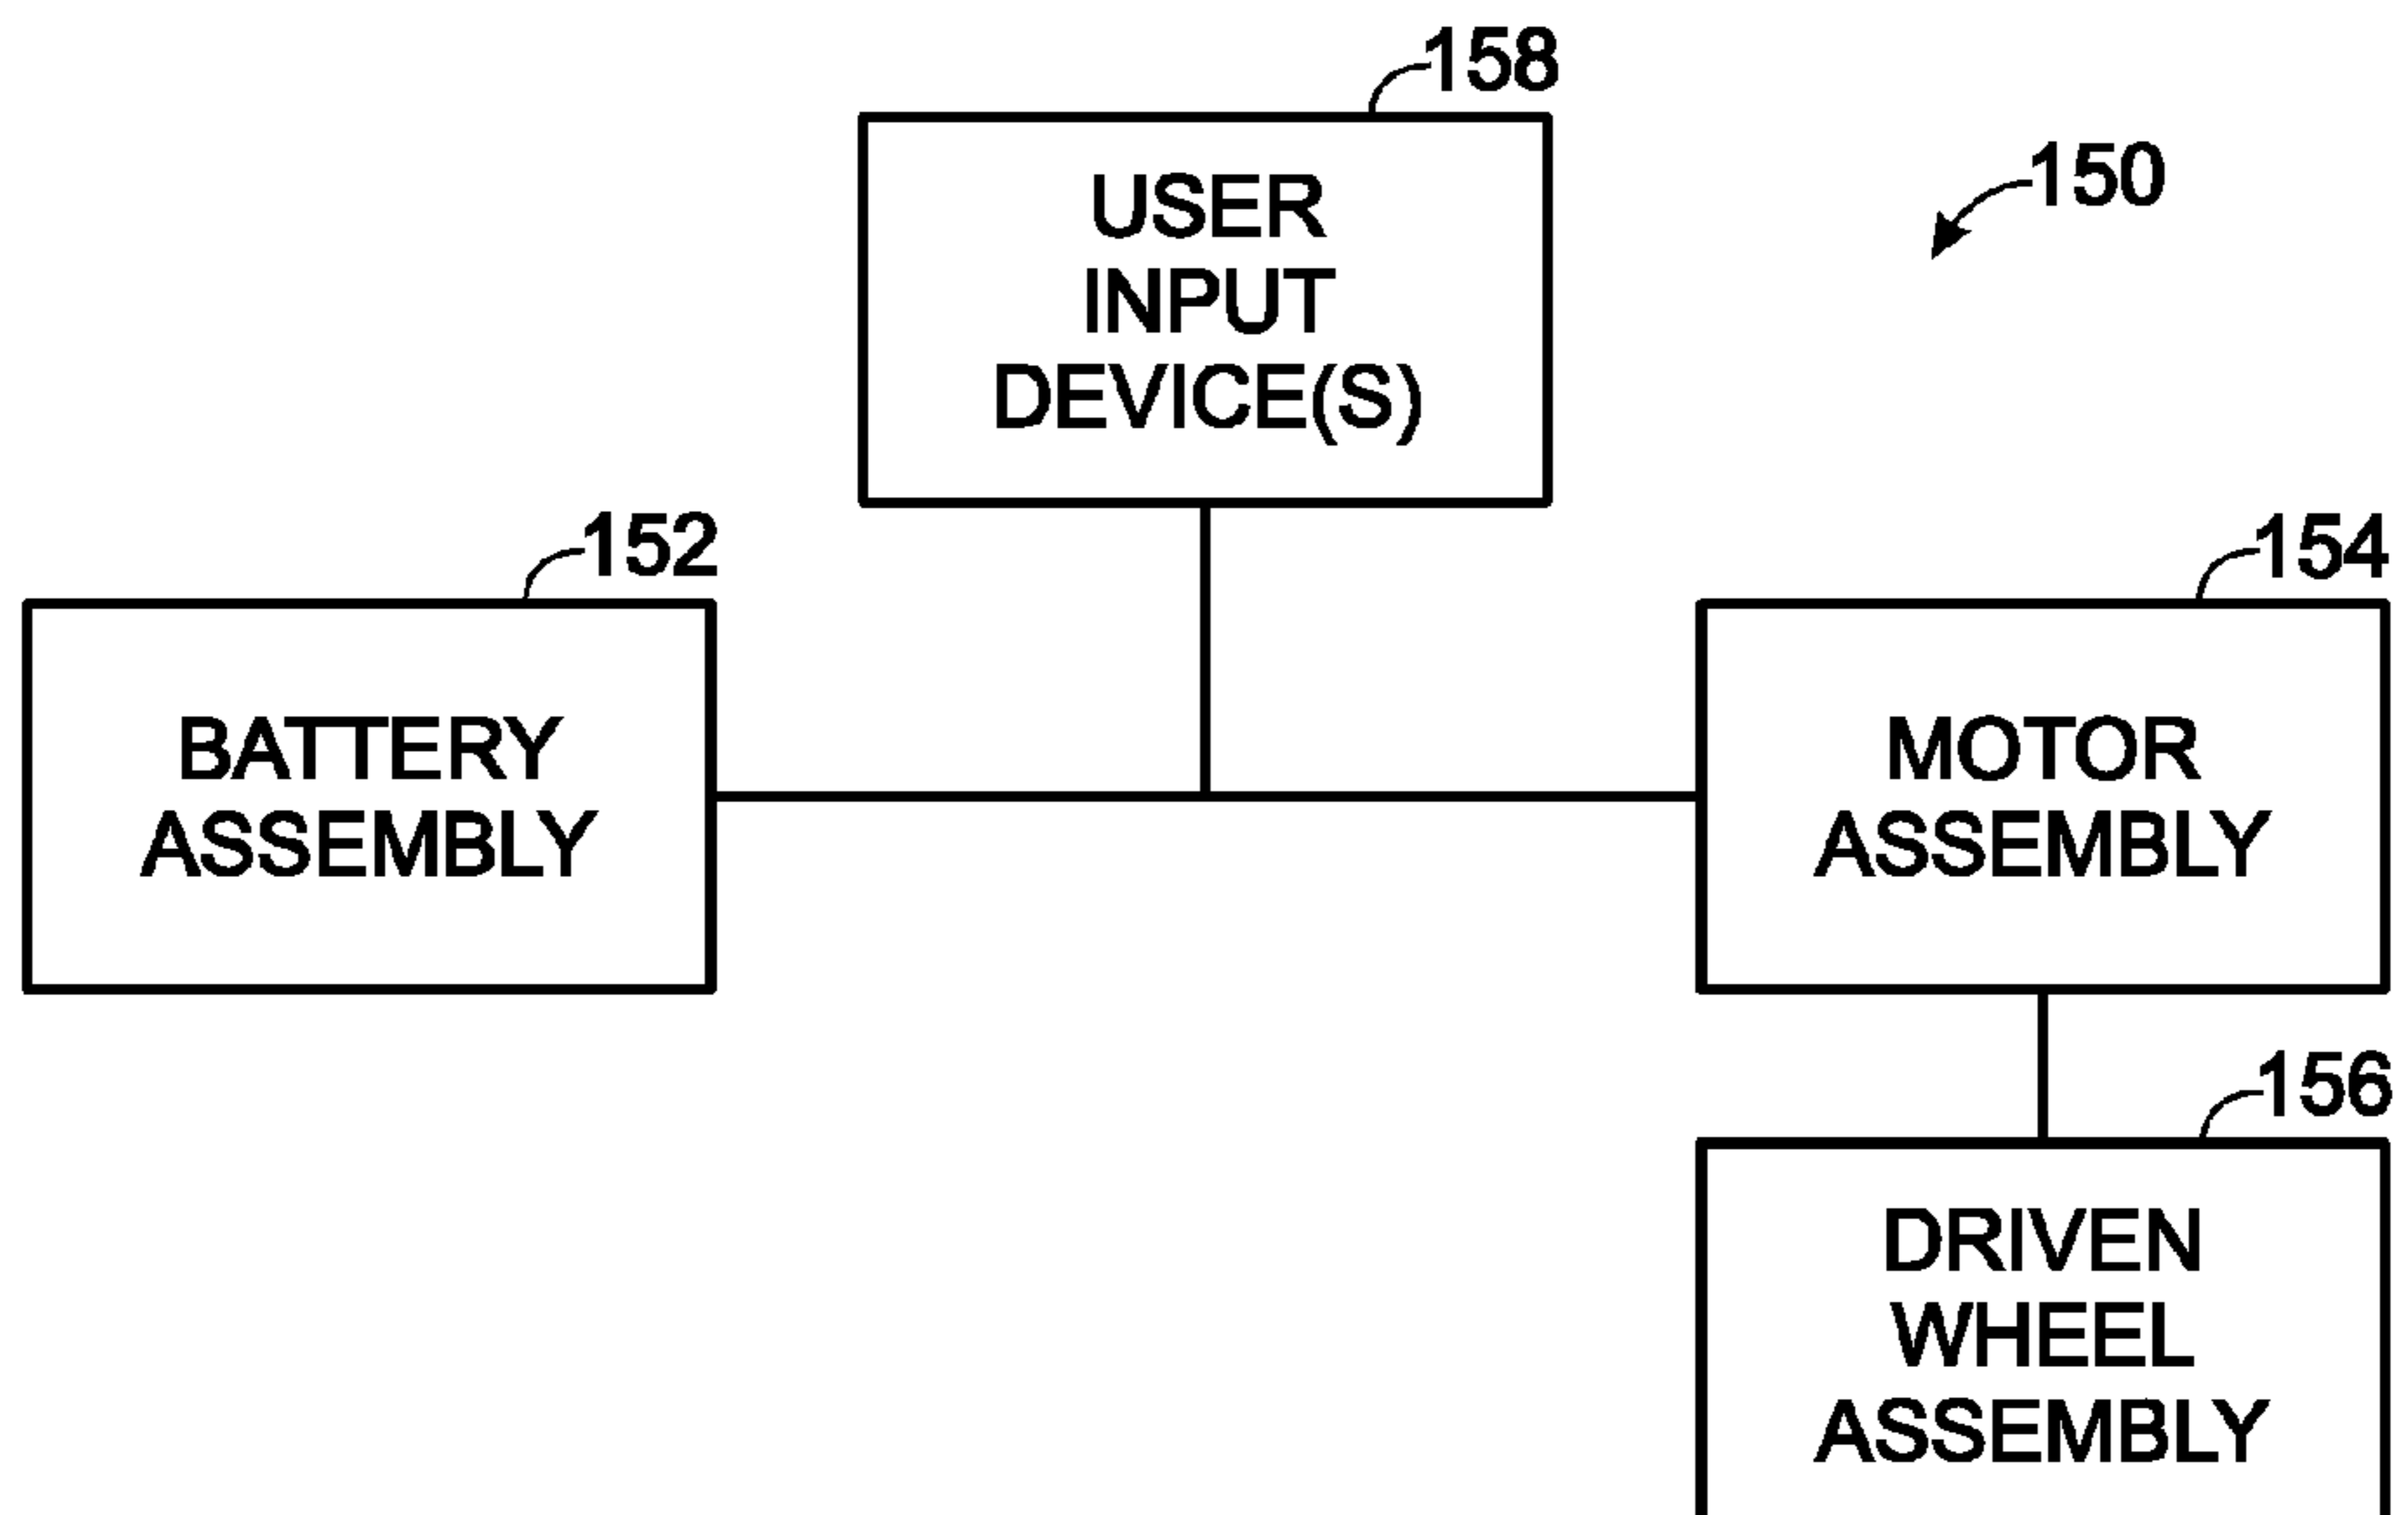 158
USER
INPUT
DEVICE(S)
150
152
BATTERY
ASSEMBLY
154
MOTOR
ASSEMBLY
156
DRIVEN
WHEEL
ASSEMBLY